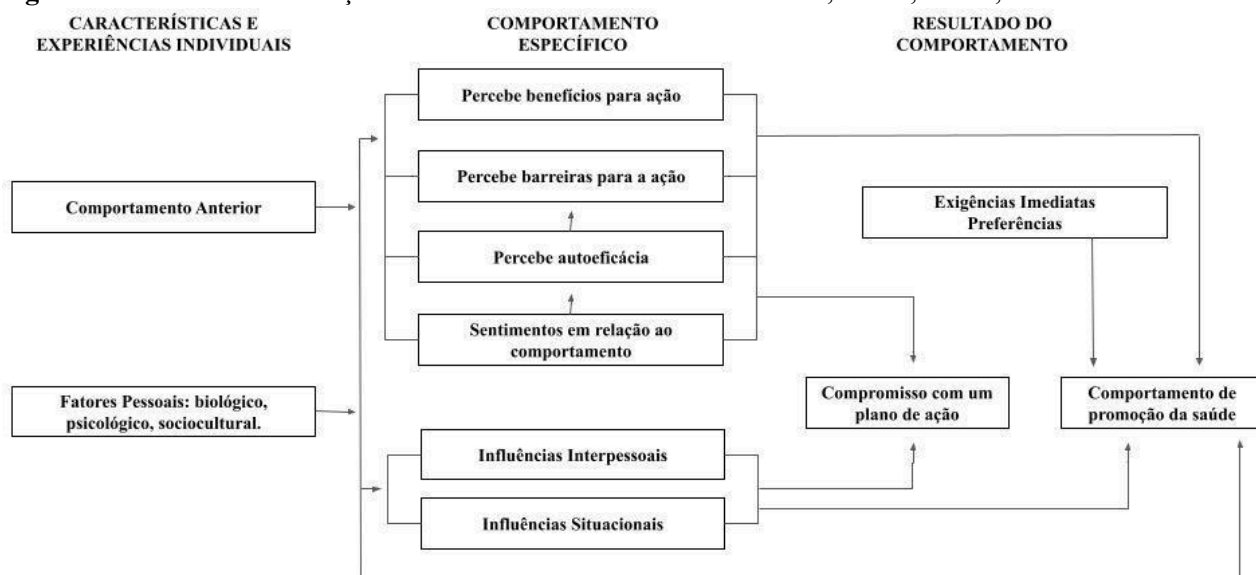 CARACTERÍSTICAS E
EXPERIÊNCIAS INDIVIDUAIS
COMPORTAMENTO
ESPECÍFICO
RESULTADO DO
COMPORTAMENTO
Percebe benefícios para ação
Percebe barreiras para a ação
Comportamento Anterior
Exigências Imediatas
Preferências
Percebe autoeficácia
Sentimentos em relação ao
comportamento
Fatores Pessoais: biológico,
psicológico, sociocultural.
Compromisso com um
plano de ação
Comportamento de
promoção da saúde
Influências Interpessoais
Influências Situacionais